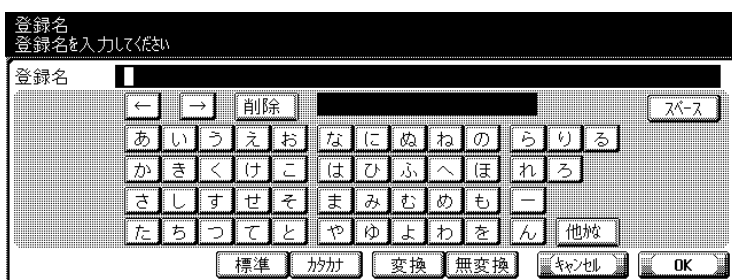 登録名
登録名を入力してください
登録名
← → 削除 スペース
あ い う え お な に ぬ ね の ら り る
か き く け こ は ひ ふ へ ほ れ ろ
さ し す せ そ ま み む め も ー
た ち つ て と や ゆ よ わ を ん 他かな
標準 カタカナ 変換 無変換 キャンセル OK